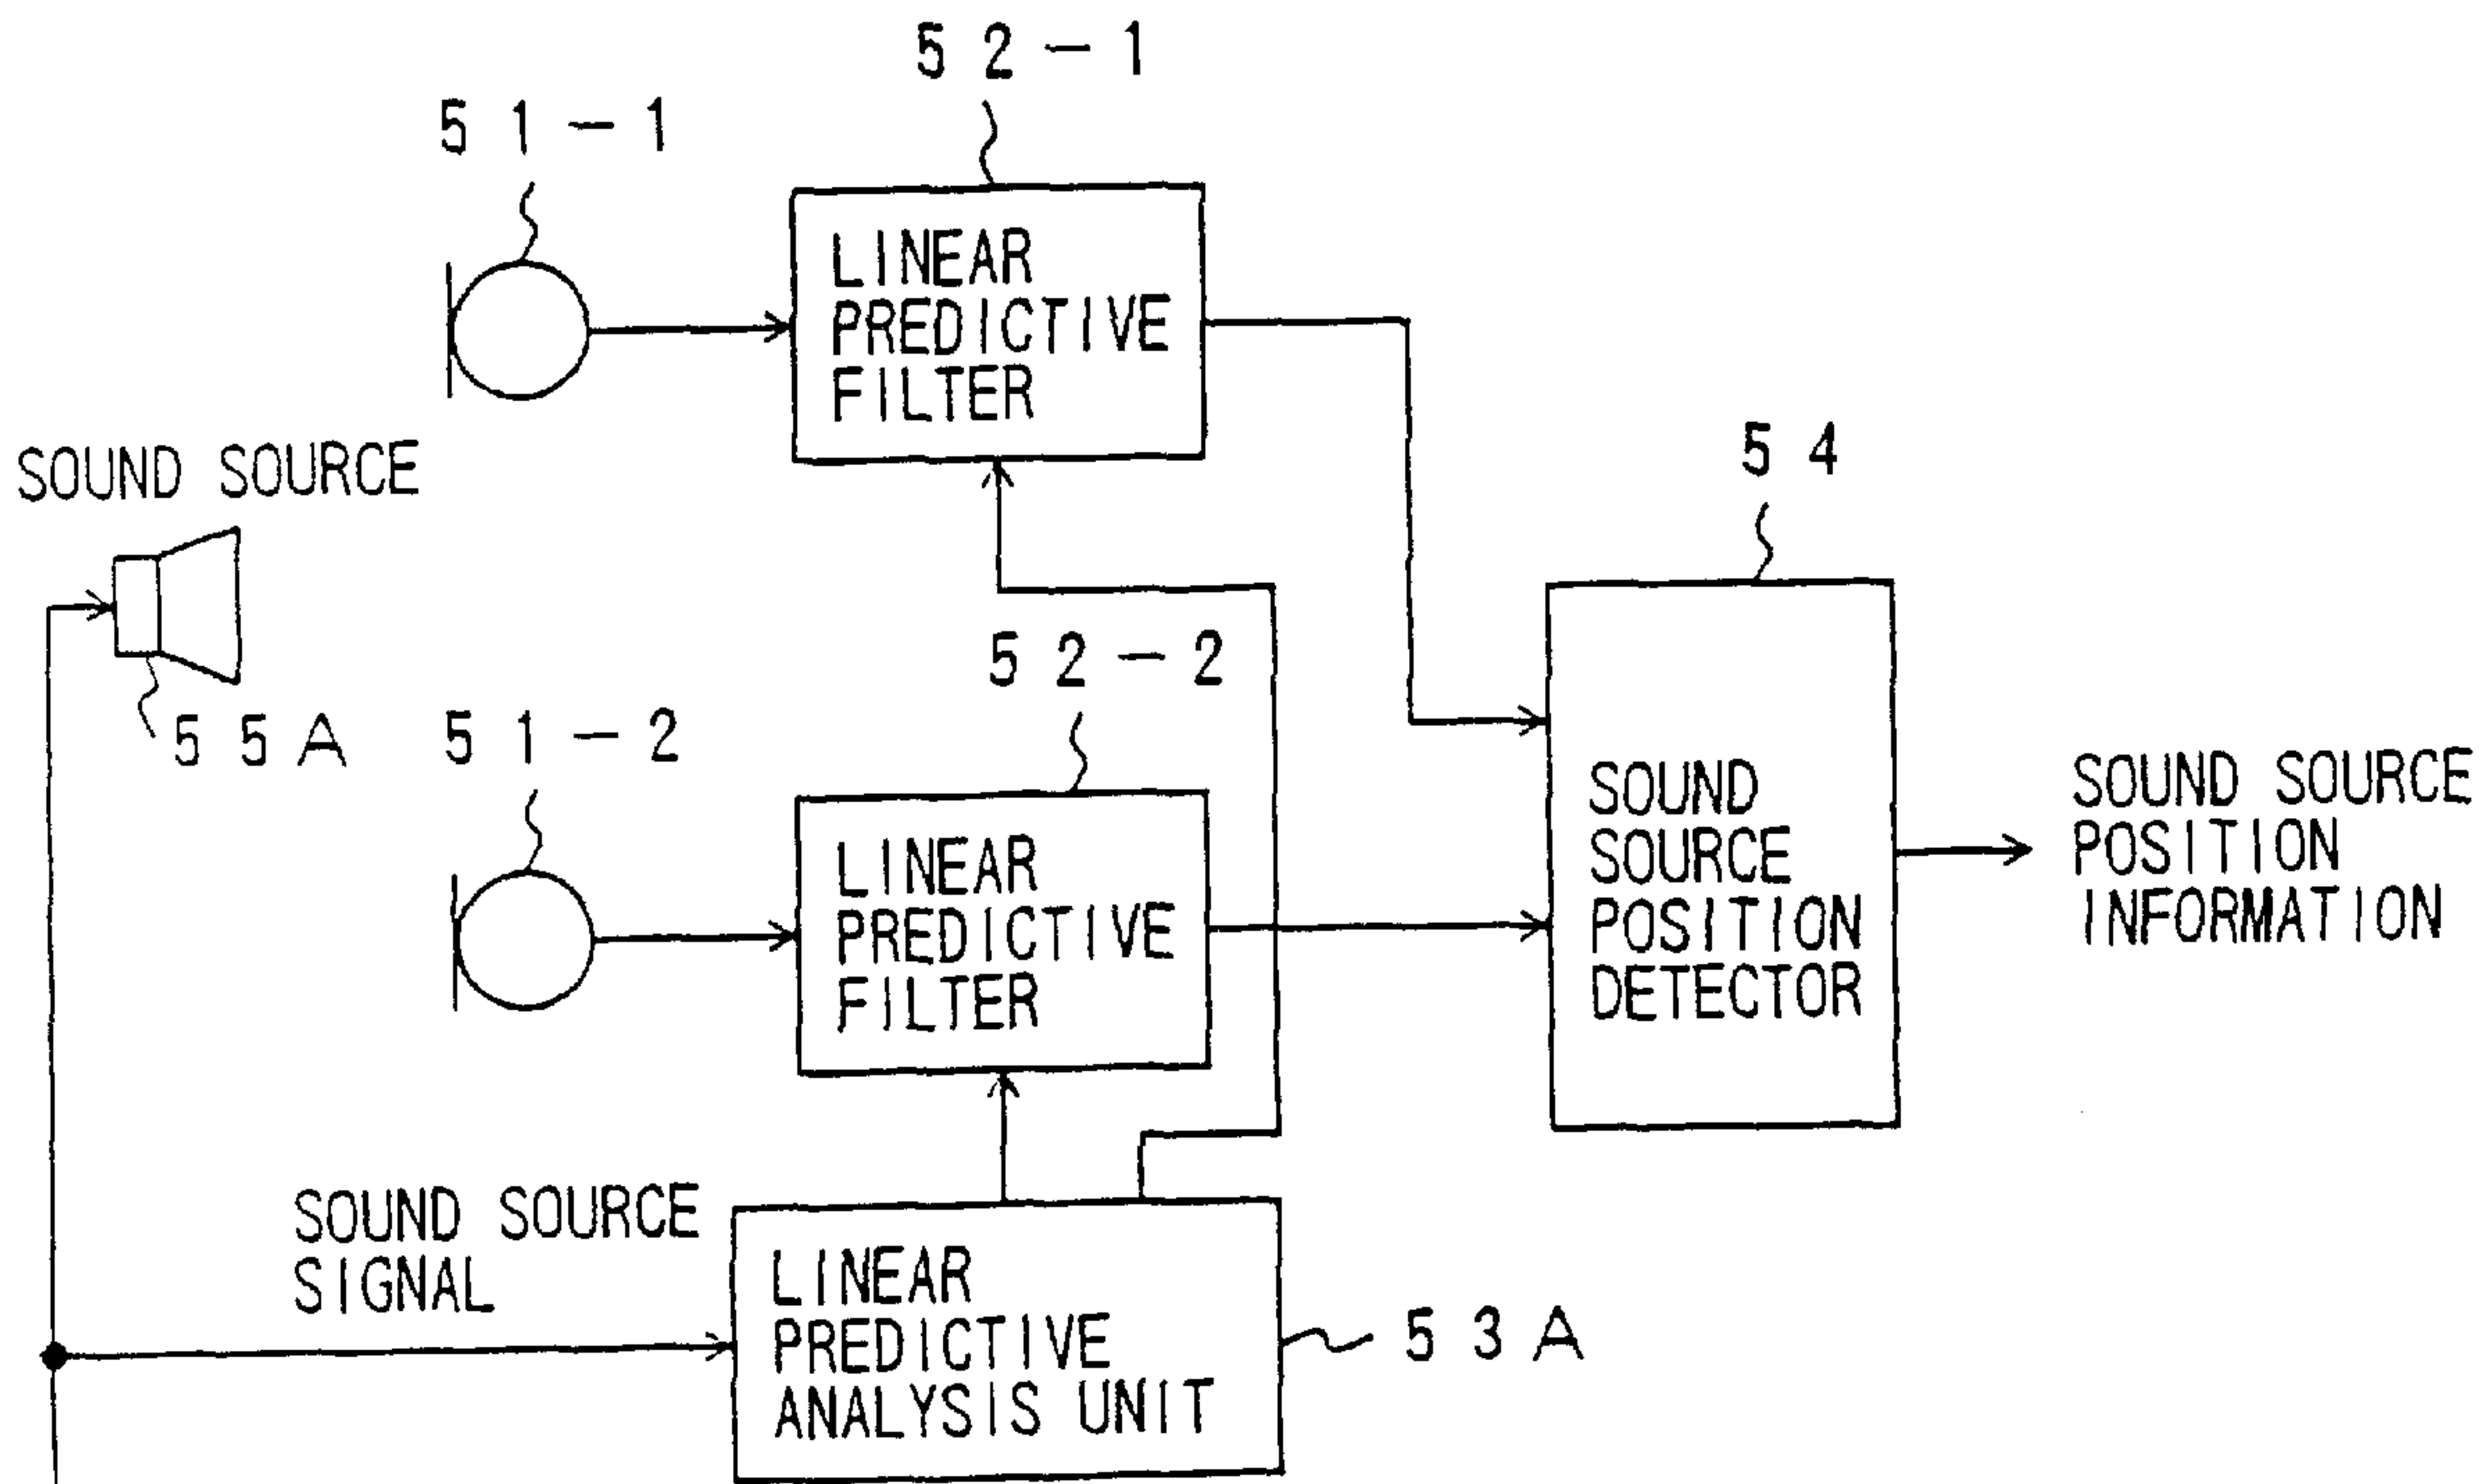 52-1
51-1
LINEAR
PREDICTIVE
FILTER
SOUND SOURCE
54
52-2
55A
51-2
LINEAR
PREDICTIVE
FILTER
SOUND
SOURCE
POSITION
DETECTOR
SOUND SOURCE
POSITION
INFORMATION
SOUND SOURCE
SIGNAL
LINEAR
PREDICTIVE
ANALYSIS UNIT
53A